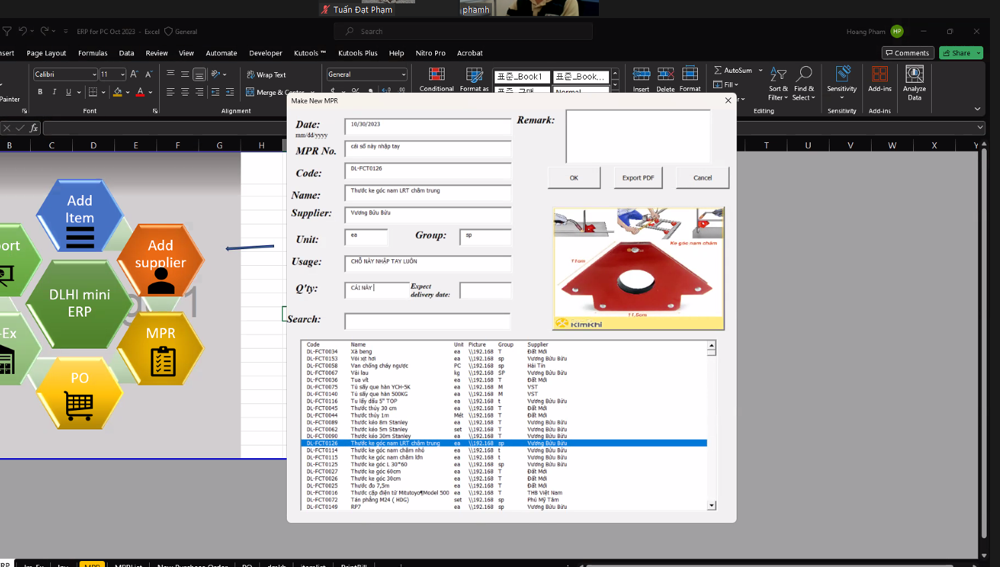 Tuấn Đạt Phạm
phamh
ERP for PC Oct 2023 - Excel
General
Search
Hoang Pham
HP
nsert
Page Layout
Formulas
Data
Review
View
Automate
Developer
Kutools ™
Kutools Plus
Help
Nitro Pro
Acrobat
Comments
Share
Calibri
11
Wrap Text
Merge & Center
General
Conditional
Format as
표준_Book1
표준_Book...
Normal
Insert
Delete
Format
AutoSum
Fill
Sort &
Filter
Find &
Select
Sensitivity
Add-ins
Analyze
Data
Painter
Font
Alignment
Editing
Sensitivity
Add-ins
fx
B C D E F G H T U V W X Y
Add
Item
Add
supplier
port
DLHI mini
ERP
-Ex
MPR
PO
Make New MPR
Date:
mm/dd/yyyy
10/30/2023
Remark:
MPR No.
cái số này nhập tay
Code:
DL-FCT0126
OK
Export PDF
Cancel
Name:
Thước ke góc nam LRT châm trung
Supplier:
Vương Bửu Bửu
Unit:
ea
Group:
sp
Usage:
CHỖ NÀY NHẬP TAY LUÔN
Q'ty:
CÁI NÀY
Expect
delivery date:
Search:
Ke góc nam châm
11cm
11,5cm
KimKhi
Code Name Unit Picture Group Supplier
DL-FCT0034 Xà beng ea \\192.168 T Đất Mới
DL-FCT0153 Vòi xịt hơi ea \\192.168 sp Vương Bửu Bửu
DL-FCT0058 Van chống cháy ngược PC \\192.168 sp Hải Tín
DL-FCT0067 Vải lau kg \\192.168 SP Vương Bửu Bửu
DL-FCT0036 Tua vít ea \\192.168 T Đất Mới
DL-FCT0075 Tủ sấy que hàn YCH-5K ea \\192.168 M VST
DL-FCT0140 Tủ sấy que hàn 500KG ea \\192.168 M VST
DL-FCT0116 Tu lấy dấu 5" TOP ea \\192.168 t Vương Bửu Bửu
DL-FCT0045 Thước thủy 30 cm ea \\192.168 T Đất Mới
DL-FCT0044 Thước thủy 1m Mét \\192.168 T Đất Mới
DL-FCT0089 Thước kéo 8m Stanley ea \\192.168 T Vương Bửu Bửu
DL-FCT0062 Thước kéo 5m Stanley set \\192.168 T Vương Bửu Bửu
DL-FCT0090 Thước kéo 30m Stanley ea \\192.168 T Vương Bửu Bửu
DL-FCT0126 Thước ke góc nam LRT châm trung ea \\192.168 sp Vương Bửu Bửu
DL-FCT0114 Thước ke góc nam châm nhỏ ea \\192.168 t Vương Bửu Bửu
DL-FCT0115 Thước ke góc nam châm lớn ea \\192.168 t Vương Bửu Bửu
DL-FCT0125 Thước ke góc L 30"*60 ea \\192.168 sp Vương Bửu Bửu
DL-FCT0027 Thước ke góc 60cm ea \\192.168 T Đất Mới
DL-FCT0026 Thước ke góc 30cm ea \\192.168 T Đất Mới
DL-FCT0025 Thước đo 7,5m ea \\192.168 T Đất Mới
DL-FCT0016 Thước cặp điện tử Mitutoyo¶Model 500 ea \\192.168 T THB Việt Nam
DL-FCT0072 Tán phẳng M24 ( HDG) set \\192.168 sp Phú Mỹ Tâm
DL-FCT0149 RP7 ea \\192.168 sp Vương Bửu Bửu